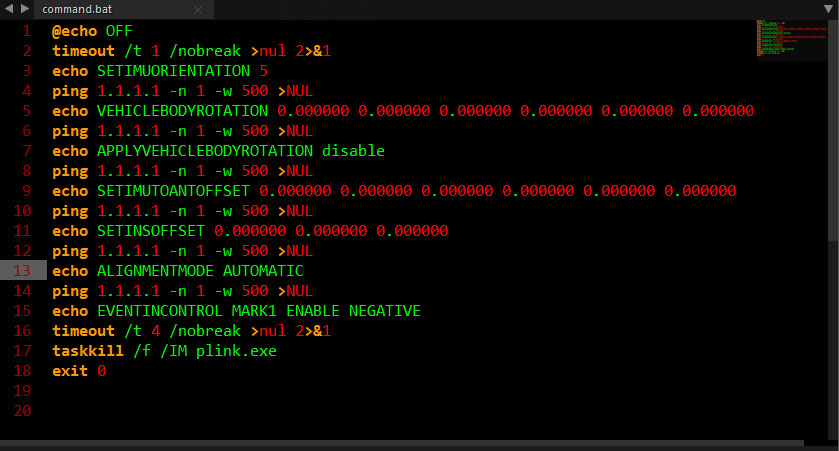 command.bat
1 @echo OFF
2 timeout /t 1 /nobreak >nul 2>&1
3 echo SETIMUORIENTATION 5
4 ping 1.1.1.1 -n 1 -w 500 >NUL
5 echo VEHICLEBODYROTATION 0.000000 0.000000 0.000000 0.000000 0.000000 0.000000
6 ping 1.1.1.1 -n 1 -w 500 >NUL
7 echo APPLYVEHICLEBODYROTATION disable
8 ping 1.1.1.1 -n 1 -w 500 >NUL
9 echo SETIMUTOANTOFFSET 0.000000 0.000000 0.000000 0.000000 0.000000 0.000000
10 ping 1.1.1.1 -n 1 -w 500 >NUL
11 echo SETINSOFFSET 0.000000 0.000000 0.000000
12 ping 1.1.1.1 -n 1 -w 500 >NUL
13 echo ALIGNMENTMODE AUTOMATIC
14 ping 1.1.1.1 -n 1 -w 500 >NUL
15 echo EVENTINCONTROL MARK1 ENABLE NEGATIVE
16 timeout /t 4 /nobreak >nul 2>&1
17 taskkill /f /IM plink.exe
18 exit 0
19
20